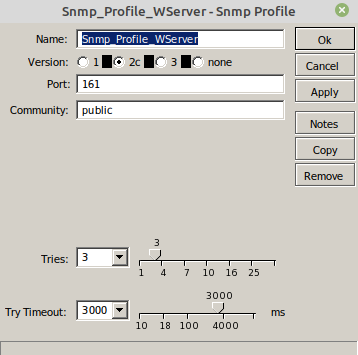 Snmp_Profile_WServer - Snmp Profile
Name: Snmp_Profile_WServer Ok
Version: 1 2c 3 none Cancel
Port: 161 Apply
Community: public
Notes
Copy
Remove
3
Tries: 3
1 4 7 10 16 25
3000
Try Timeout: 3000 ms
10 18 100 4000